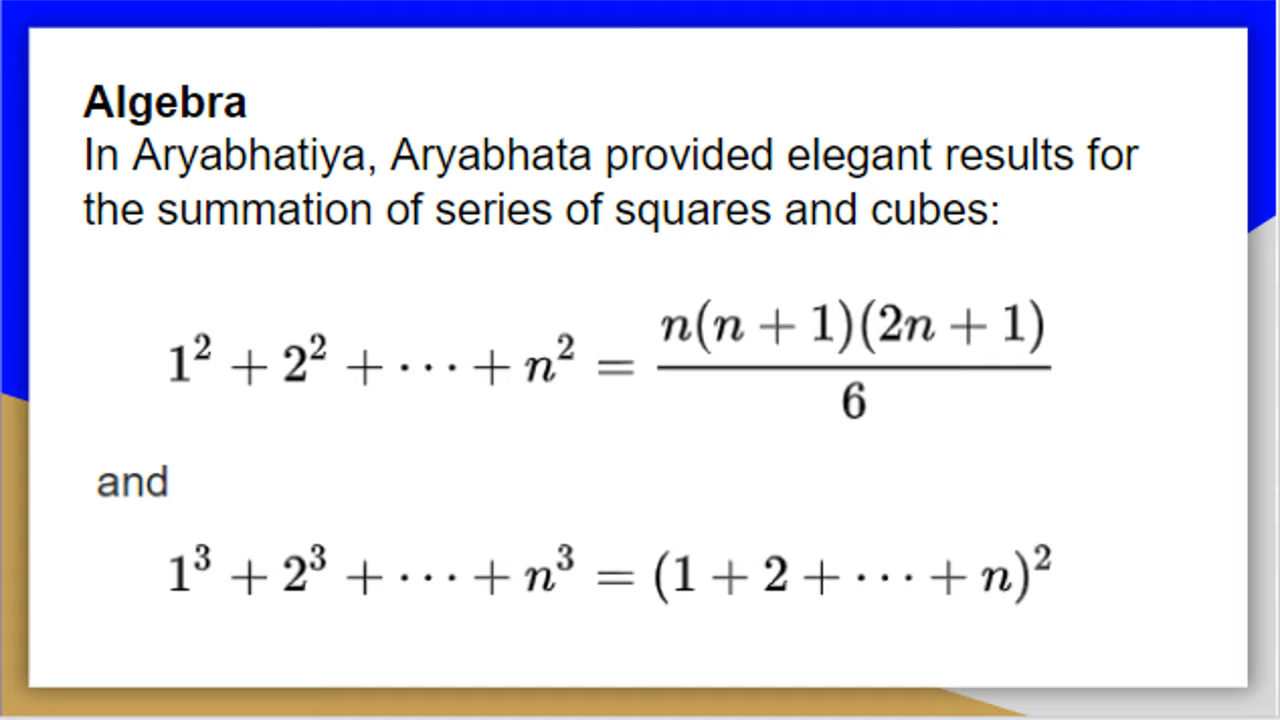 Algebra
In Aryabhatiya, Aryabhata provided elegant results for
the summation of series of squares and cubes:
1² + 2² + ··· + n² = n(n + 1)(2n + 1) / 6
and
1³ + 2³ + ··· + n³ = (1 + 2 + ··· + n)²